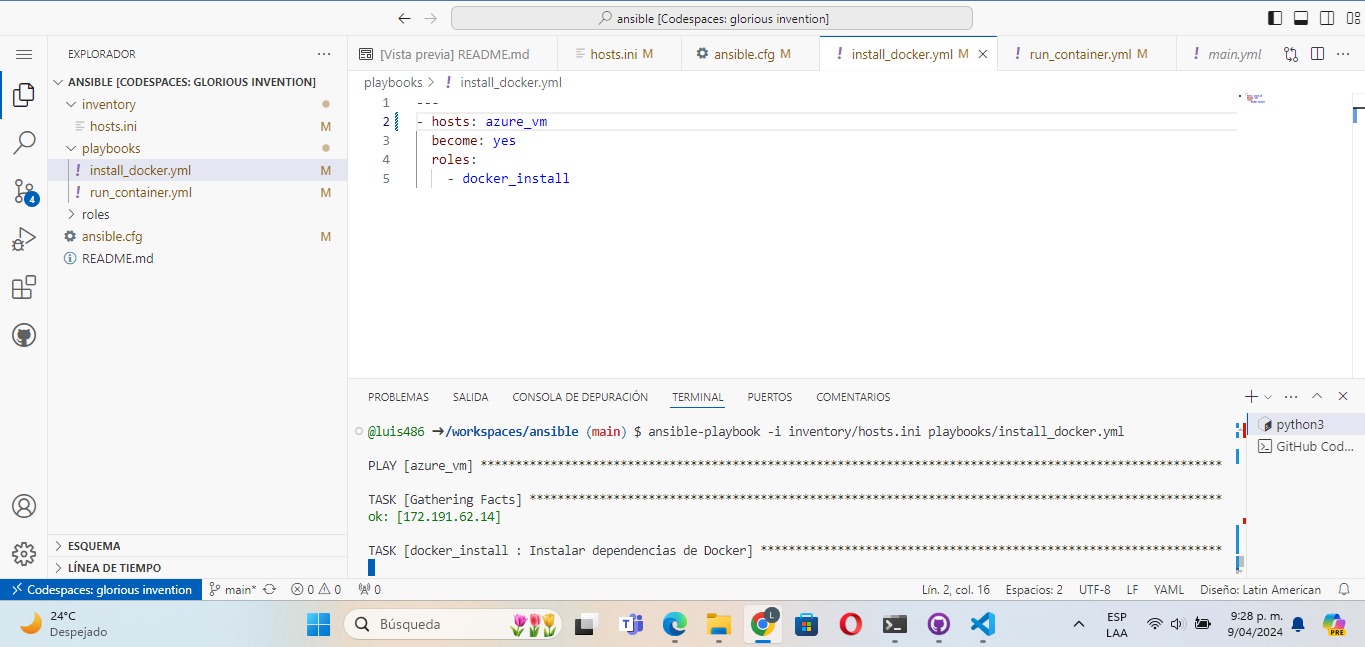 ansible [Codespaces: glorious invention]
EXPLORADOR
ANSIBLE [CODESPACES: GLORIOUS INVENTION]
inventory
hosts.ini M
playbooks
install_docker.yml M
run_container.yml M
roles
ansible.cfg M
README.md
ESQUEMA
LÍNEA DE TIEMPO
4
[Vista previa] README.md
hosts.ini M
ansible.cfg M
install_docker.yml M
run_container.yml M
main.yml
playbooks > ! install_docker.yml
1 ---
2 - hosts: azure_vm
3 become: yes
4 roles:
5 - docker_install
PROBLEMAS SALIDA CONSOLA DE DEPURACIÓN TERMINAL PUERTOS COMENTARIOS
@luis486 ➜/workspaces/ansible (main) $ ansible-playbook -i inventory/hosts.ini playbooks/install_docker.yml
PLAY [azure_vm] **********************************************************************************************************
TASK [Gathering Facts] ***************************************************************************************************
ok: [172.191.62.14]
TASK [docker_install : Instalar dependencias de Docker] ******************************************************************
python3
GitHub Cod...
Codespaces: glorious invention main* 0 0 0 Lín. 2, col. 16 Espacios: 2 UTF-8 LF YAML Diseño: Latin American
24°C
Despejado
Búsqueda
ESP
LAA
9:28 p. m.
9/04/2024
PRE